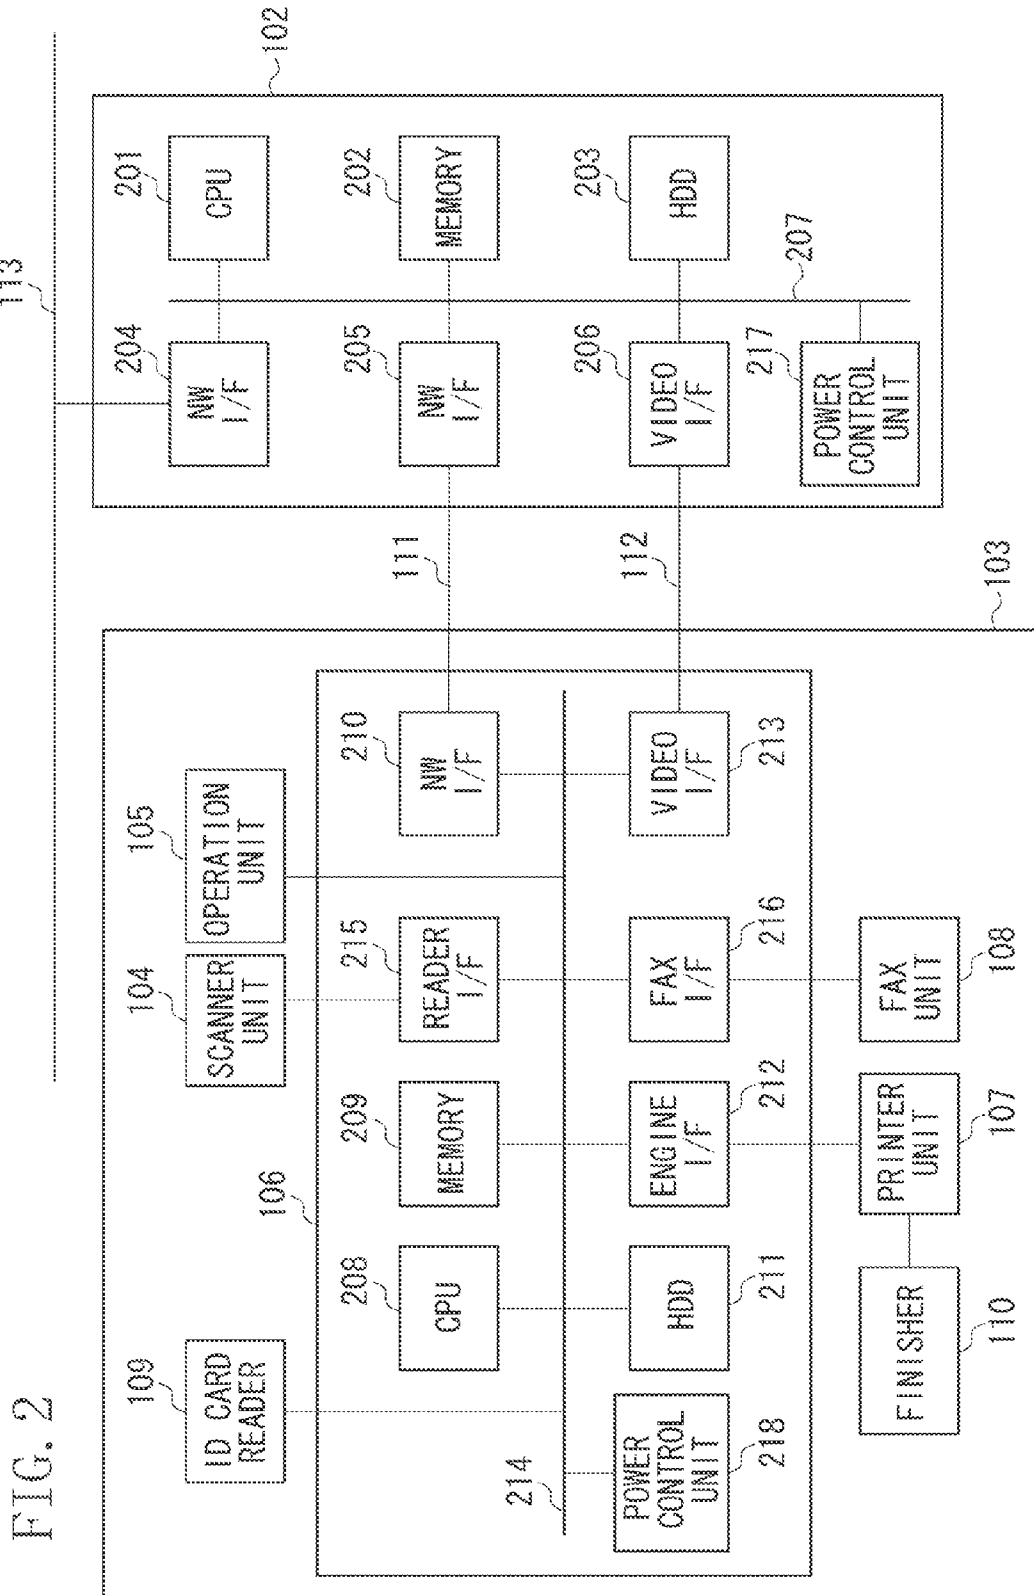 FIG. 2
113
102
201
CPU
202
MEMORY
203
HDD
204
NW
I/F
205
NW
I/F
206
VIDEO
I/F
207
217
POWER
CONTROL
UNIT
111
112
103
109
ID CARD
READER
104
SCANNER
UNIT
105
OPERATION
UNIT
106
208
CPU
209
MEMORY
215
READER
I/F
210
NW
I/F
214
218
POWER
CONTROL
UNIT
211
HDD
212
ENGINE
I/F
216
FAX
I/F
213
VIDEO
I/F
110
FINISHER
107
PRINTER
UNIT
108
FAX
UNIT